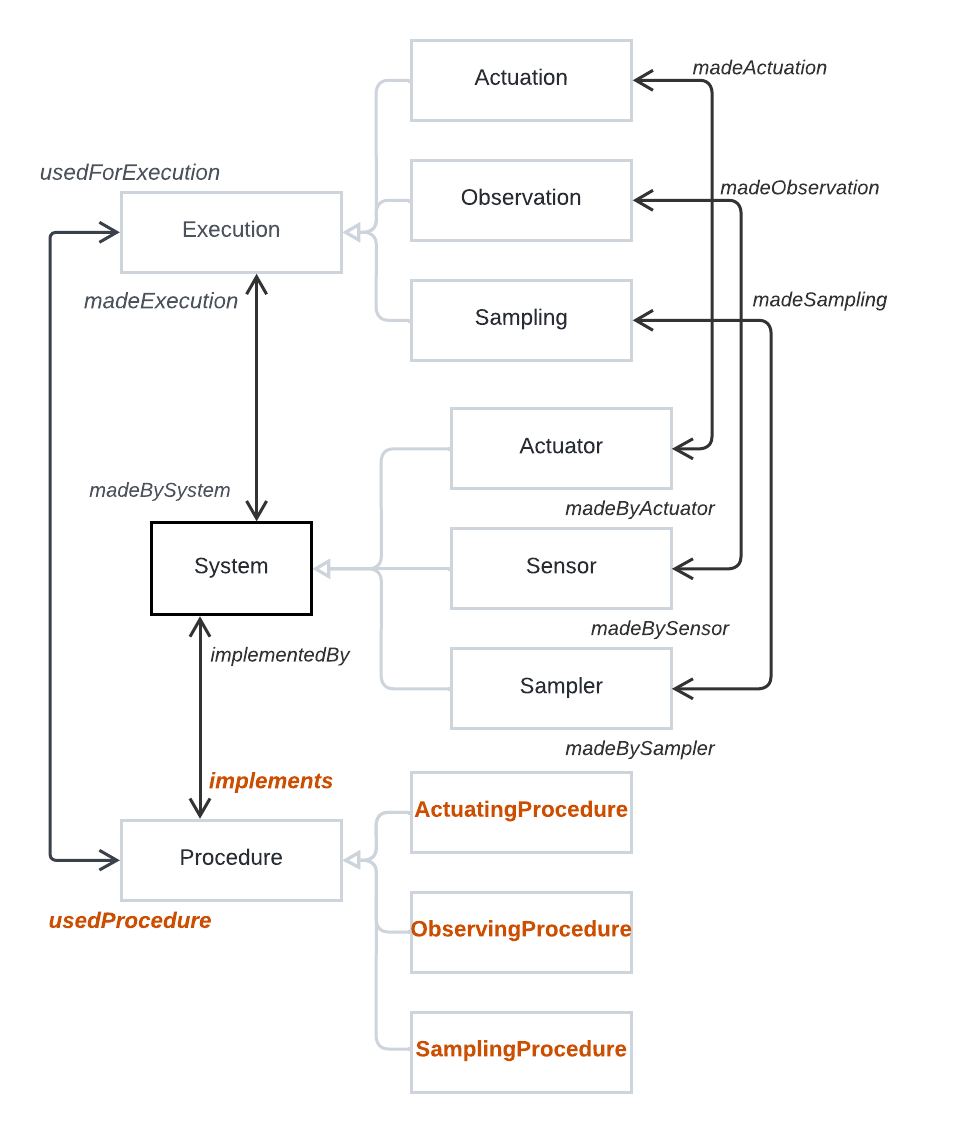 Actuation
madeActuation
usedForExecution
Observation
madeObservation
Execution
madeExecution
Sampling
madeSampling
Actuator
madeBySystem
madeByActuator
System
Sensor
madeBySensor
implementedBy
Sampler
madeBySampler
implements
ActuatingProcedure
Procedure
usedProcedure
ObservingProcedure
SamplingProcedure